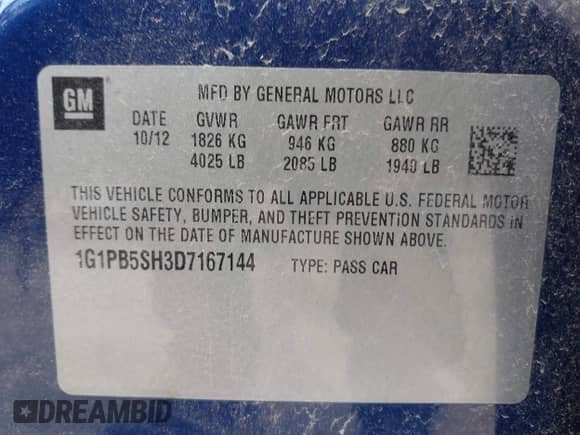 GM
MFD BY GENERAL MOTORS LLC
DATE GVWR GAWR FRT GAWR RR
10/12 1826 KG 946 KG 880 KG
4025 LB 2085 LB 1940 LB
THIS VEHICLE CONFORMS TO ALL APPLICABLE U.S. FEDERAL MOTOR
VEHICLE SAFETY, BUMPER, AND THEFT PREVENTION STANDARDS IN
EFFECT ON THE DATE OF MANUFACTURE SHOWN ABOVE.
1G1PB5SH3D7167144 TYPE: PASS CAR
DREAMBID